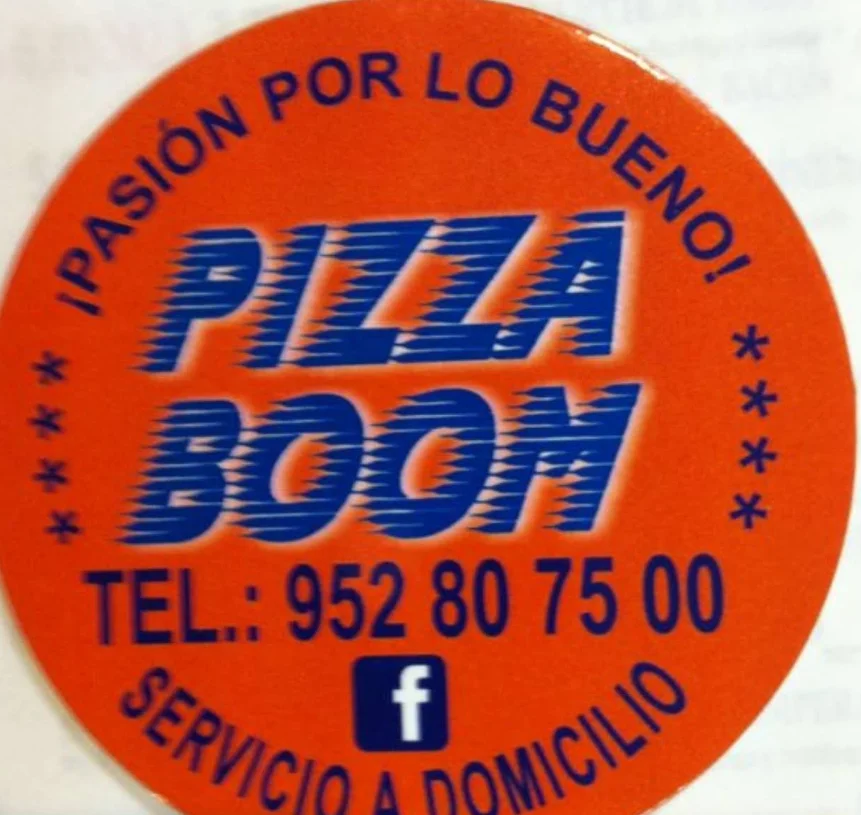 ¡PASIÓN POR LO BUENO!
PIZZA
BOOM
* * * *
* * * *
TEL.: 952 80 75 00
f
SERVICIO A DOMICILIO